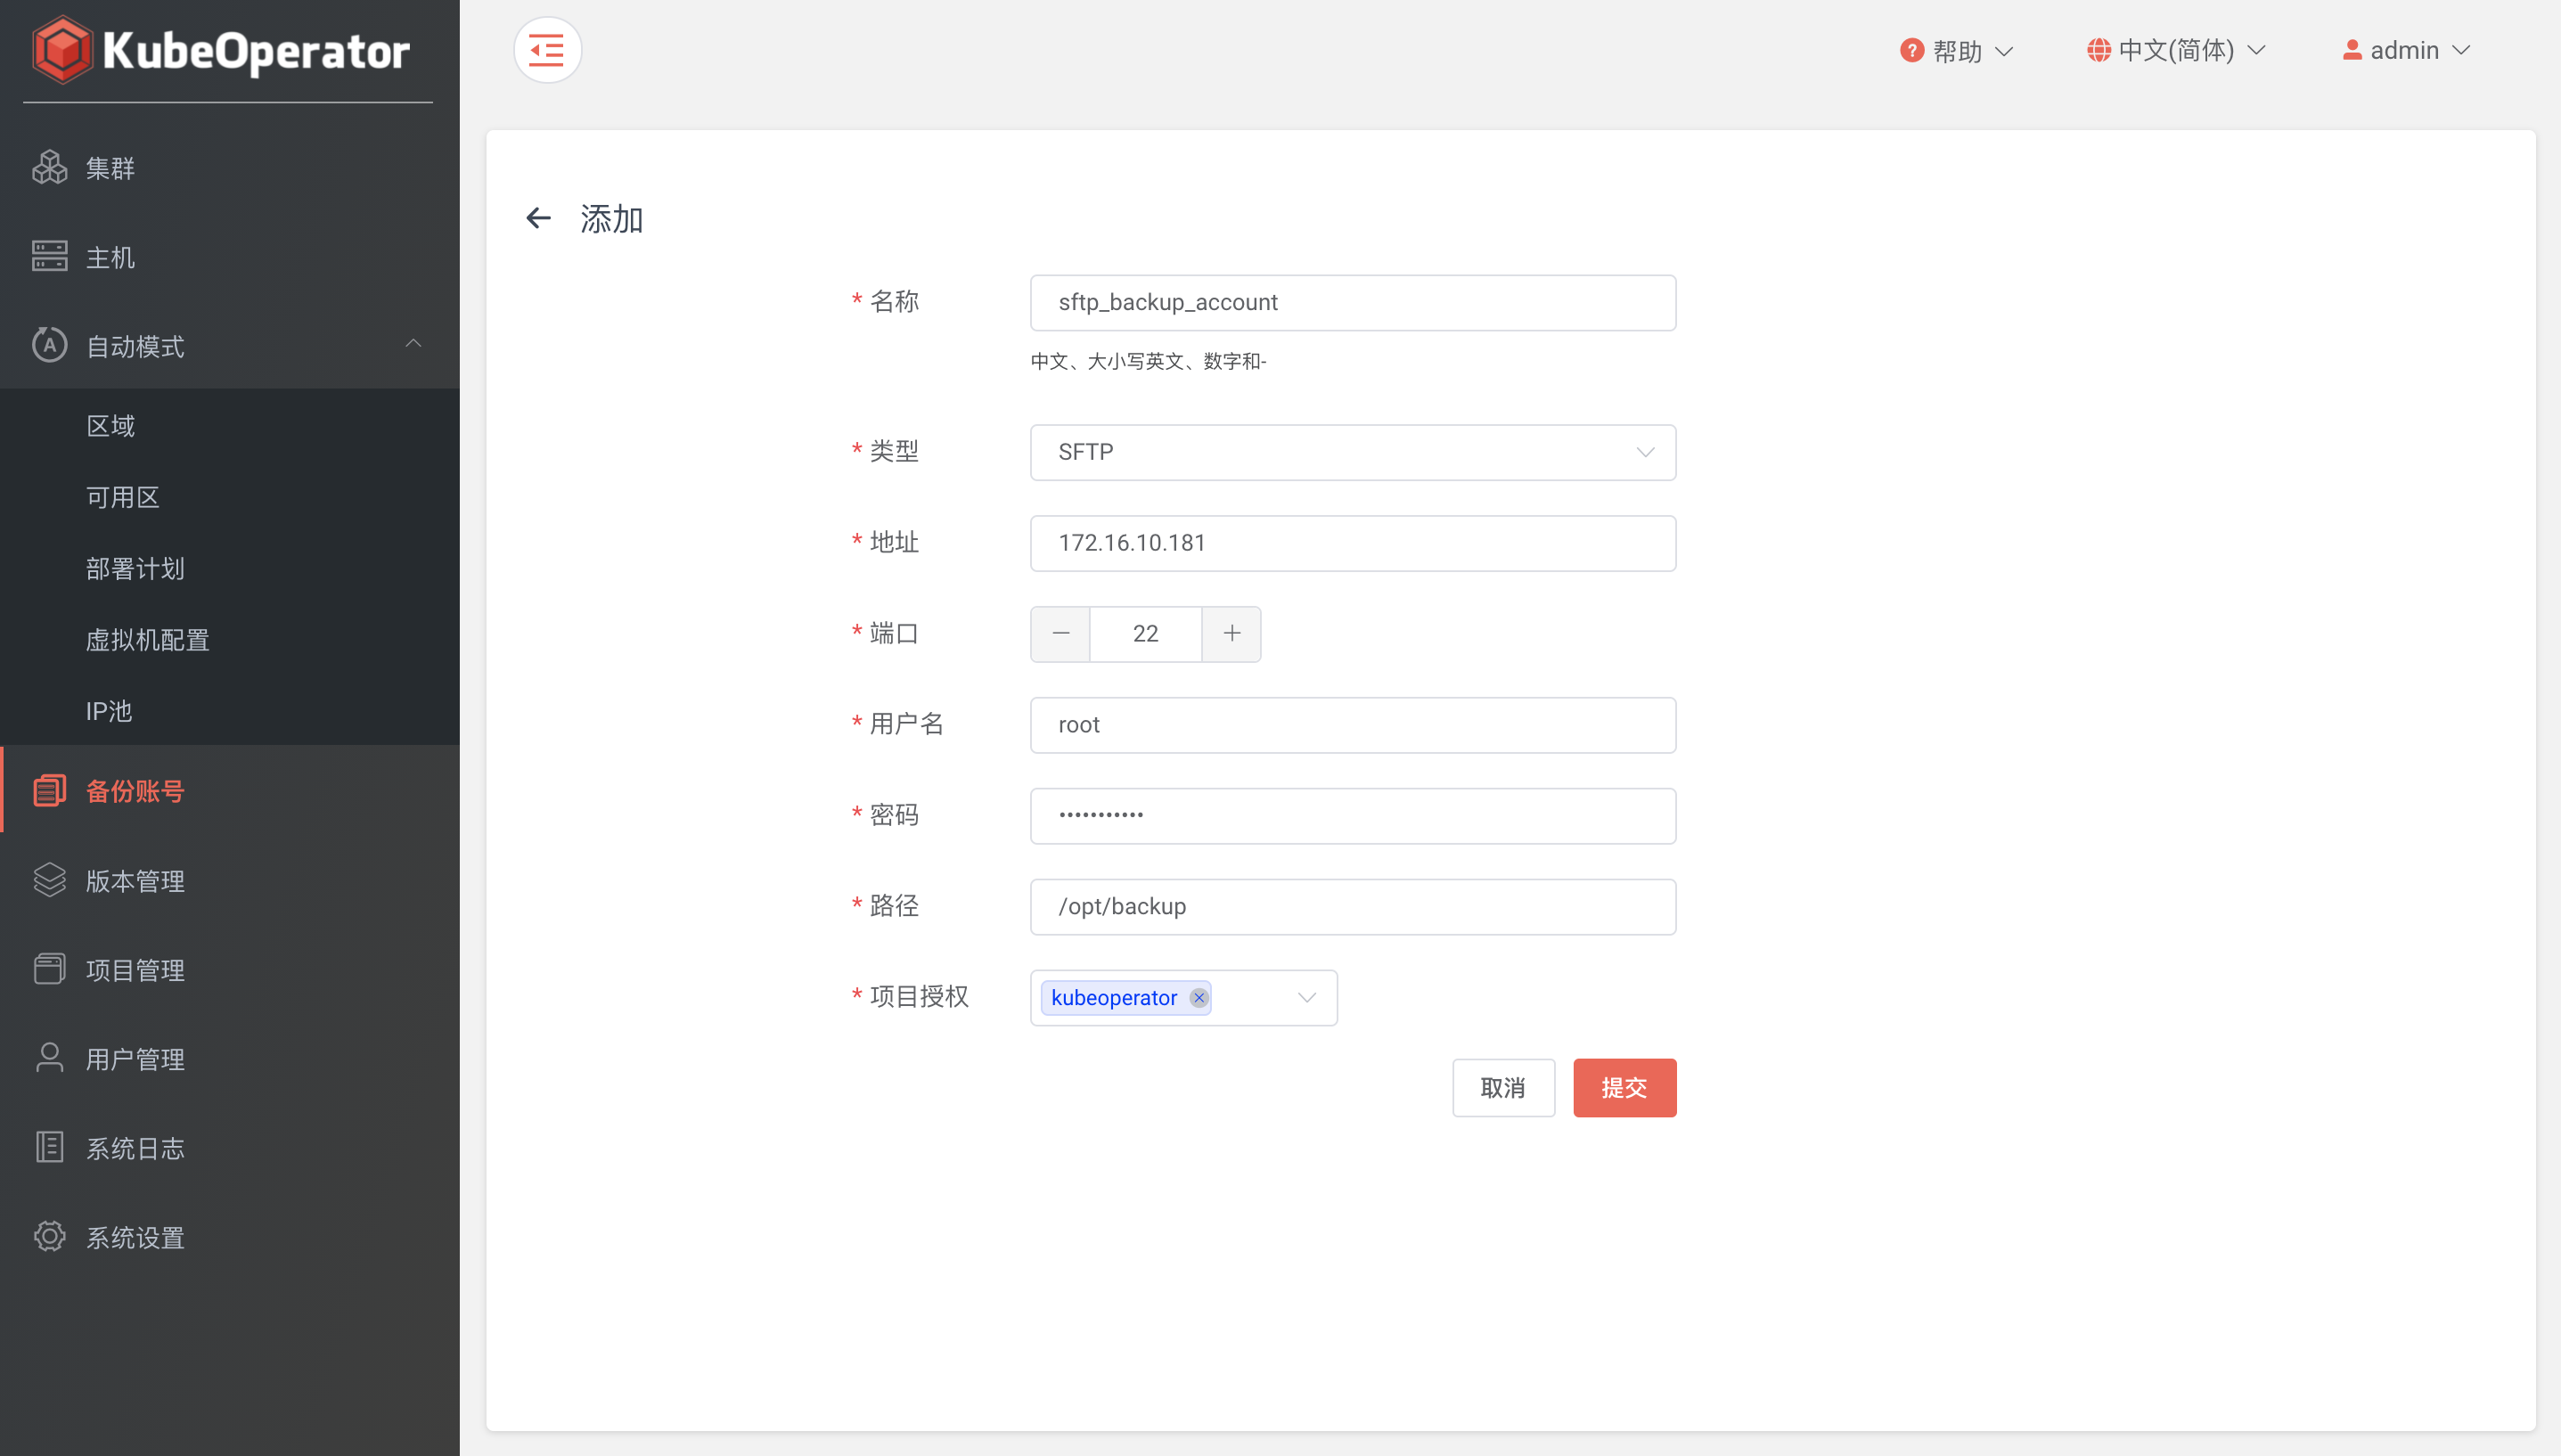 KubeOperator
帮助
中文(简体)
admin
集群
主机
自动模式
区域
可用区
部署计划
虚拟机配置
IP池
备份账号
版本管理
项目管理
用户管理
系统日志
系统设置
添加
* 名称
sftp_backup_account
中文、大小写英文、数字和-
* 类型
SFTP
* 地址
172.16.10.181
* 端口
22
* 用户名
root
* 密码
•••••••••••
* 路径
/opt/backup
* 项目授权
kubeoperator
取消
提交